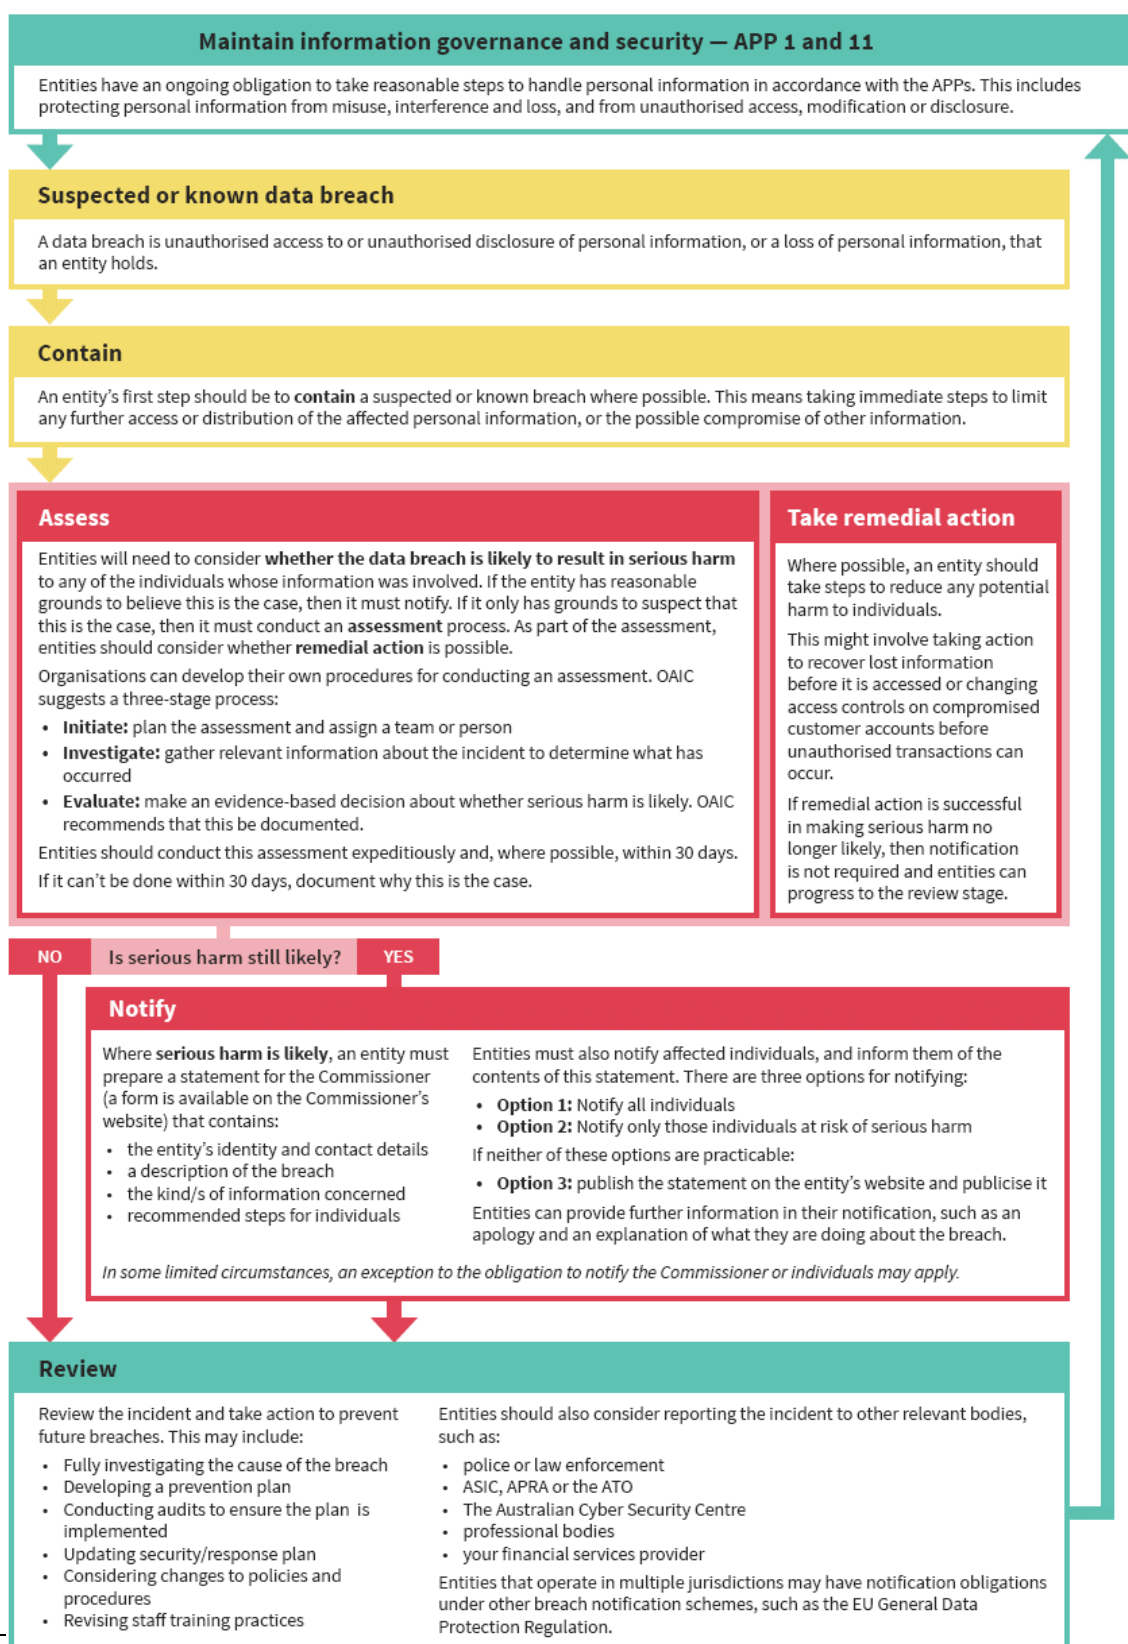 Maintain information governance and security — APP 1 and 11
Entities have an ongoing obligation to take reasonable steps to handle personal information in accordance with the APPs. This includes
protecting personal information from misuse, interference and loss, and from unauthorised access, modification or disclosure.
Suspected or known data breach
A data breach is unauthorised access to or unauthorised disclosure of personal information, or a loss of personal information, that
an entity holds.
Contain
An entity's first step should be to contain a suspected or known breach where possible. This means taking immediate steps to limit
any further access or distribution of the affected personal information, or the possible compromise of other information.
Assess
Entities will need to consider whether the data breach is likely to result in serious harm
to any of the individuals whose information was involved. If the entity has reasonable
grounds to believe this is the case, then it must notify. If it only has grounds to suspect that
this is the case, then it must conduct an assessment process. As part of the assessment,
entities should consider whether remedial action is possible.
Organisations can develop their own procedures for conducting an assessment. OAIC
suggests a three-stage process:
• Initiate: plan the assessment and assign a team or person
• Investigate: gather relevant information about the incident to determine what has
occurred
• Evaluate: make an evidence-based decision about whether serious harm is likely. OAIC
recommends that this be documented.
Entities should conduct this assessment expeditiously and, where possible, within 30 days.
If it can't be done within 30 days, document why this is the case.
Take remedial action
Where possible, an entity should
take steps to reduce any potential
harm to individuals.
This might involve taking action
to recover lost information
before it is accessed or changing
access controls on compromised
customer accounts before
unauthorised transactions can
occur.
If remedial action is successful
in making serious harm no
longer likely, then notification
is not required and entities can
progress to the review stage.
NO
Is serious harm still likely?
YES
Notify
Where serious harm is likely, an entity must
prepare a statement for the Commissioner
(a form is available on the Commissioner's
website) that contains:
• the entity's identity and contact details
• a description of the breach
• the kind/s of information concerned
• recommended steps for individuals
Entities must also notify affected individuals, and inform them of the
contents of this statement. There are three options for notifying:
• Option 1: Notify all individuals
• Option 2: Notify only those individuals at risk of serious harm
If neither of these options are practicable:
• Option 3: publish the statement on the entity's website and publicise it
Entities can provide further information in their notification, such as an
apology and an explanation of what they are doing about the breach.
In some limited circumstances, an exception to the obligation to notify the Commissioner or individuals may apply.
Review
Review the incident and take action to prevent
future breaches. This may include:
• Fully investigating the cause of the breach
• Developing a prevention plan
• Conducting audits to ensure the plan is
implemented
• Updating security/response plan
• Considering changes to policies and
procedures
• Revising staff training practices
Entities should also consider reporting the incident to other relevant bodies,
such as:
• police or law enforcement
• ASIC, APRA or the ATO
• The Australian Cyber Security Centre
• professional bodies
• your financial services provider
Entities that operate in multiple jurisdictions may have notification obligations
under other breach notification schemes, such as the EU General Data
Protection Regulation.